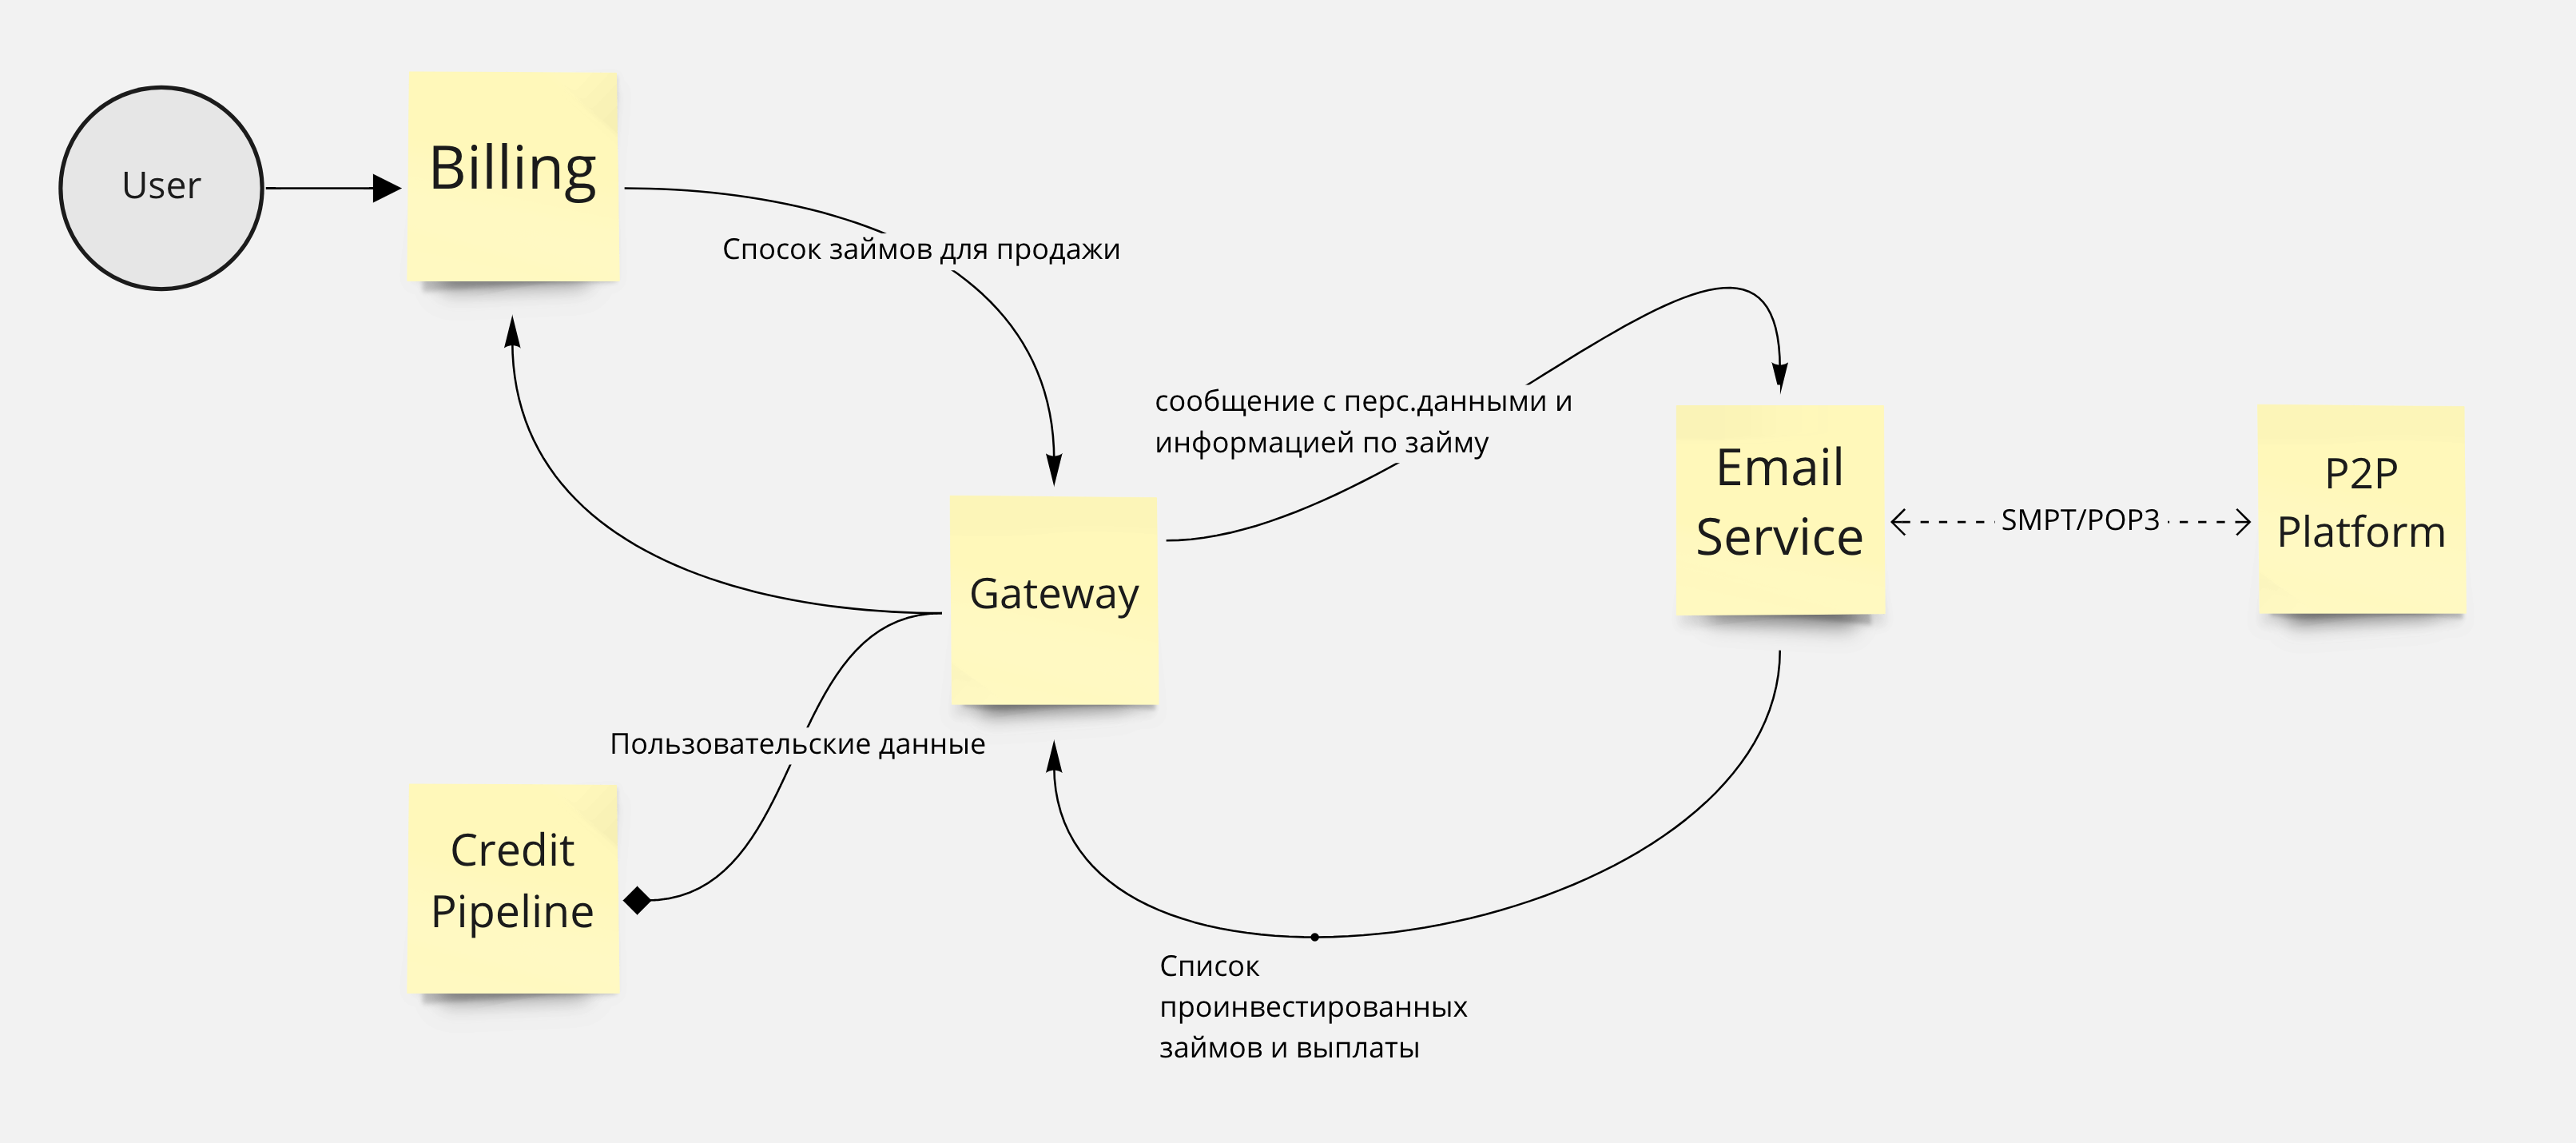 User
Billing
Спосок займов для продажи
сообщение с перс.данными и
информацией по займу
Email
Service
SMPT/POP3
P2P
Platform
Gateway
Пользовательские данные
Credit
Pipeline
Список
проинвестированных
займов и выплаты